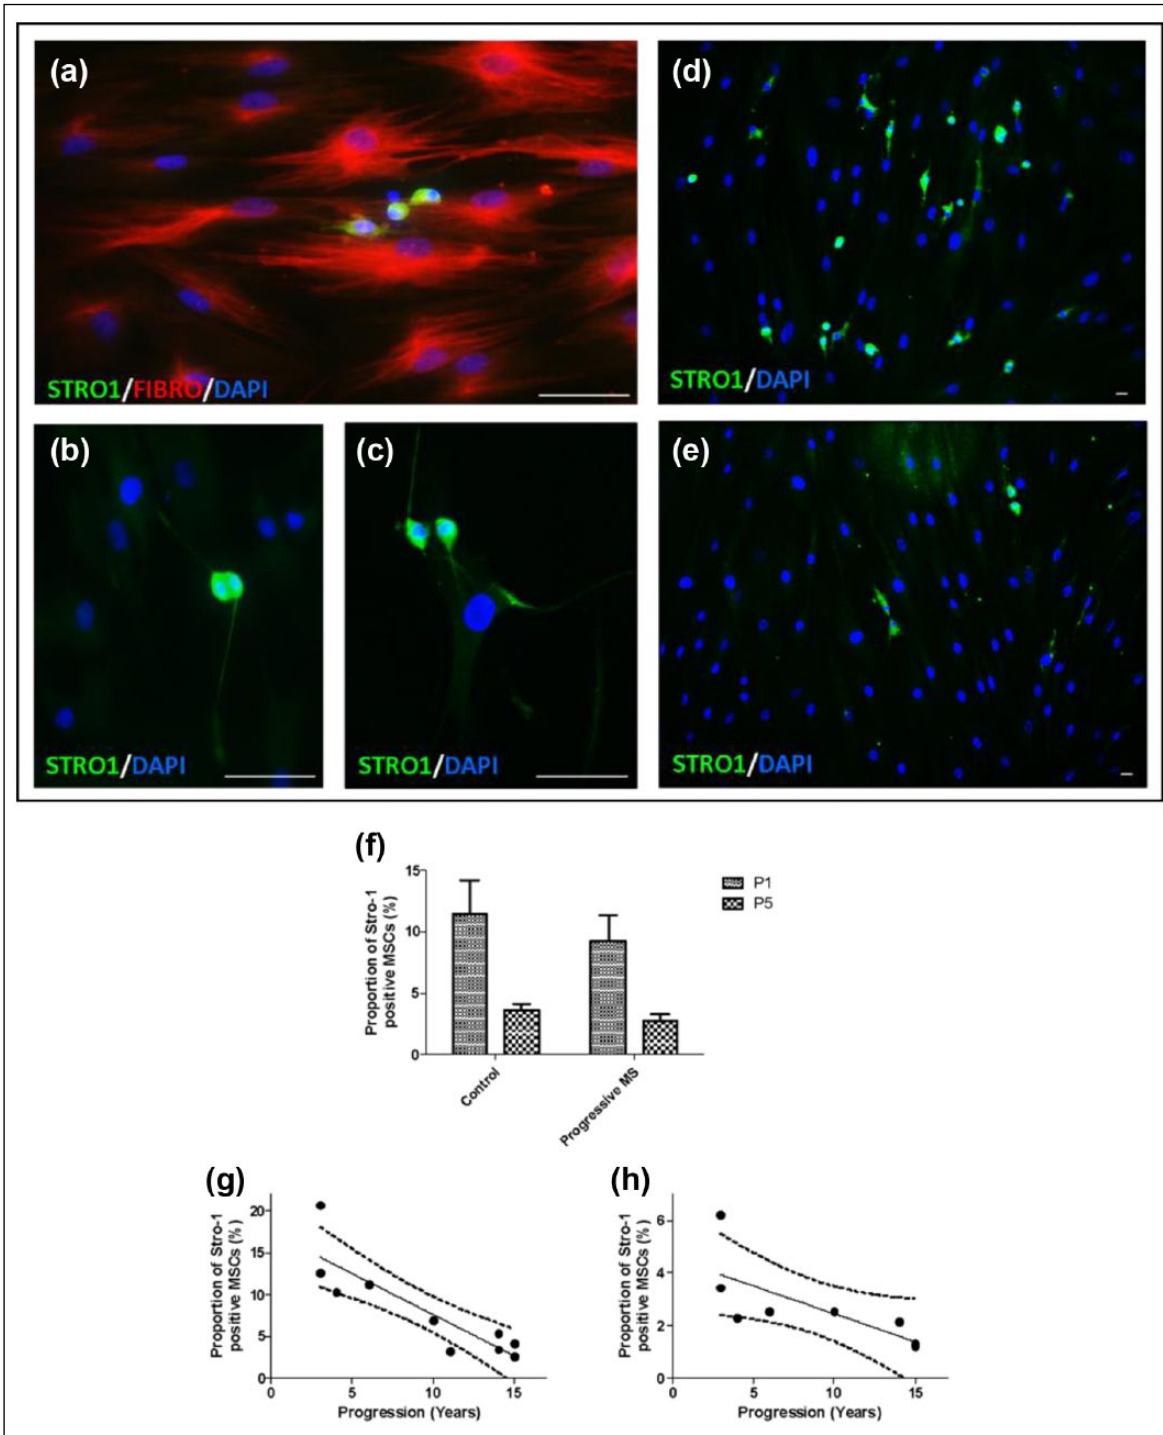 (a)
STRO1/FIBRO/DAPI
(b)
STRO1/DAPI
(c)
STRO1/DAPI
(d)
STRO1/DAPI
(e)
STRO1/DAPI
(f)
Proportion of Stro-1
positive MSCs (%)
15
10
5
0
Control
Progressive MS
P1
P5
(g)
Proportion of Stro-1
positive MSCs (%)
20
15
10
5
0
0 5 10 15
Progression (Years)
(h)
Proportion of Stro-1
positive MSCs (%)
6
4
2
0
0 5 10 15
Progression (Years)